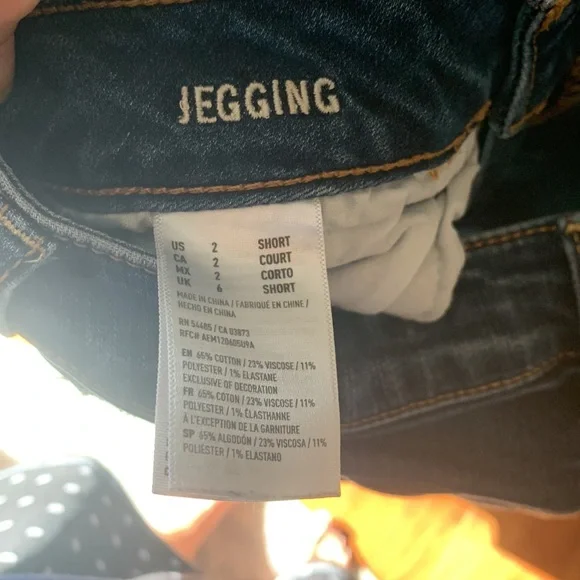 JEGGING
US 2 SHORT
CA 2 COURT
MX 2 CORTO
UK 6 SHORT
MADE IN CHINA / FABRIQUÉ EN CHINE /
HECHO EN CHINA
RN 54485 / CA 03873
RFC# AEM120605U9A
EN 65% COTTON / 23% VISCOSE / 11%
POLYESTER / 1% ELASTANE
EXCLUSIVE OF DECORATION
FR 65% COTON / 23% VISCOSE / 11%
POLYESTER / 1% ÉLASTHANNE
À L'EXCEPTION DE LA GARNITURE
SP 65% ALGODÓN / 23% VISCOSA / 11%
POLIÉSTER / 1% ELASTANO